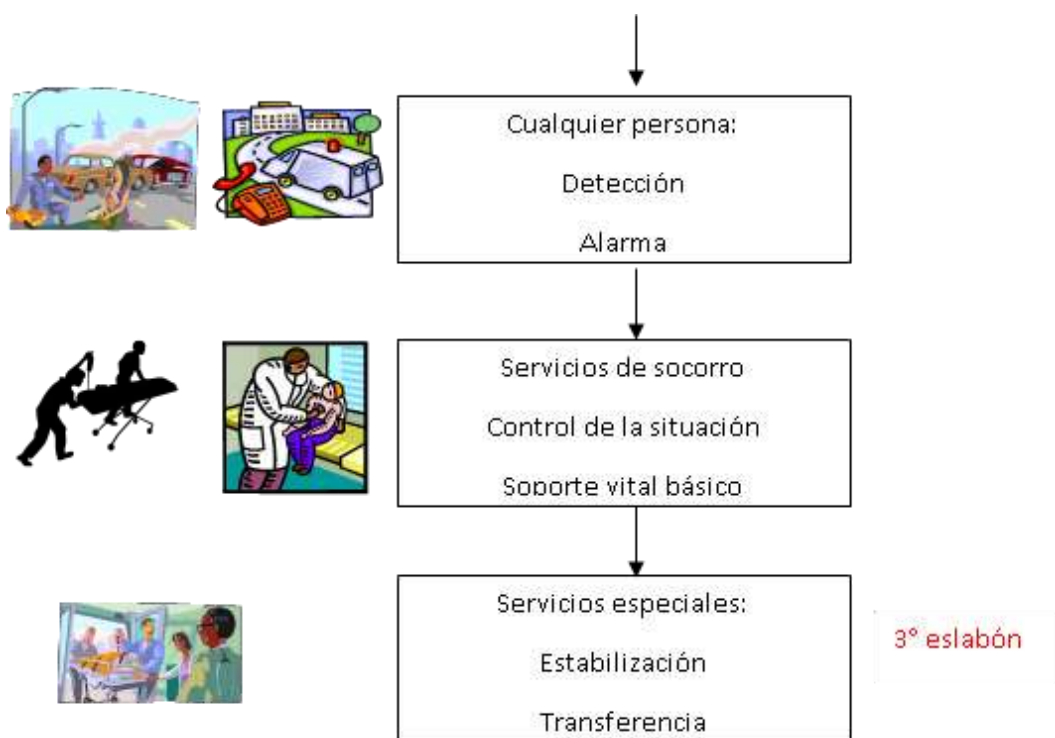 Cualquier persona:
Detección
Alarma
Servicios de socorro
Control de la situación
Soporte vital básico
Servicios especiales:
Estabilización
Transferencia
3° eslabón